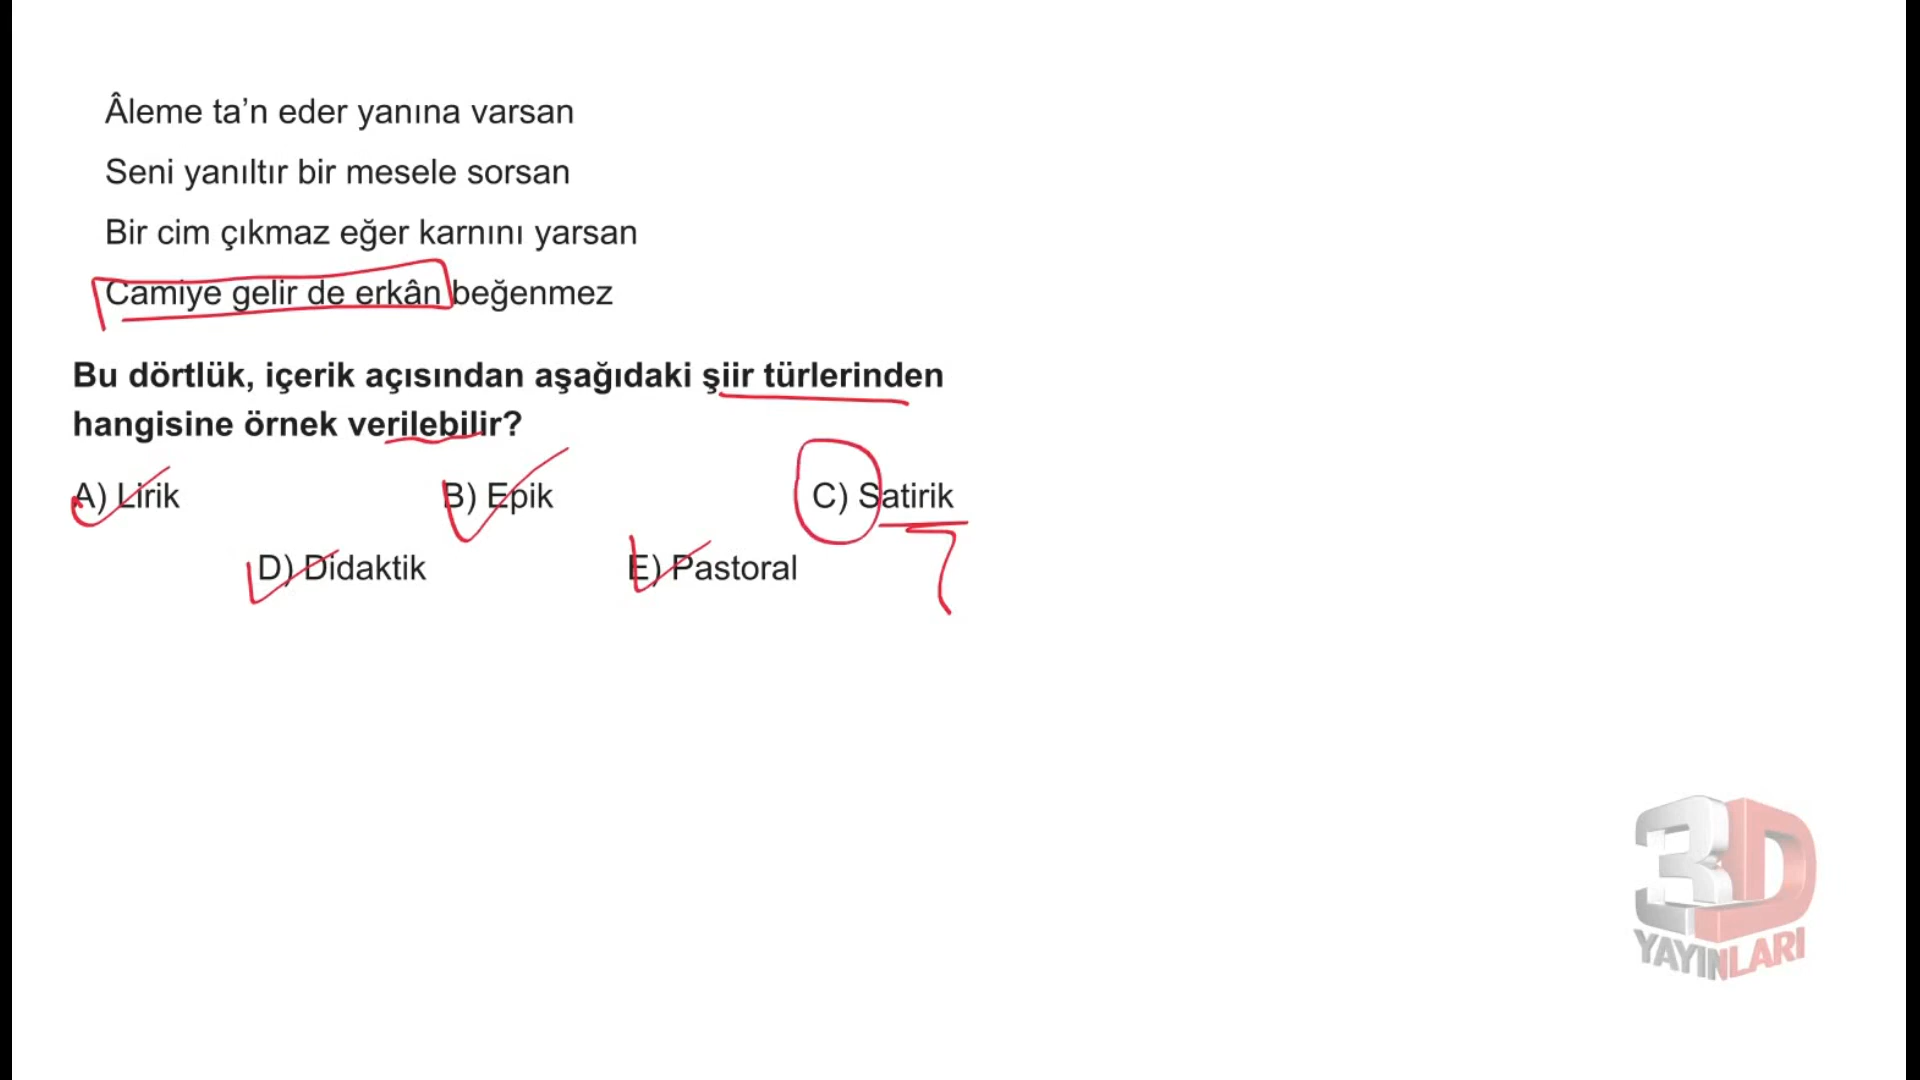 Âleme ta’n eder yanına varsan
Seni yanıltır bir mesele sorsan
Bir cim çıkmaz eğer karnını yarsan
Camiye gelir de erkân beğenmez
Bu dörtlük, içerik açısından aşağıdaki şiir türlerinden
hangisine örnek verilebilir?
A) Lirik B) Epik C) Satirik
D) Didaktik E) Pastoral
3D
YAYINLARI